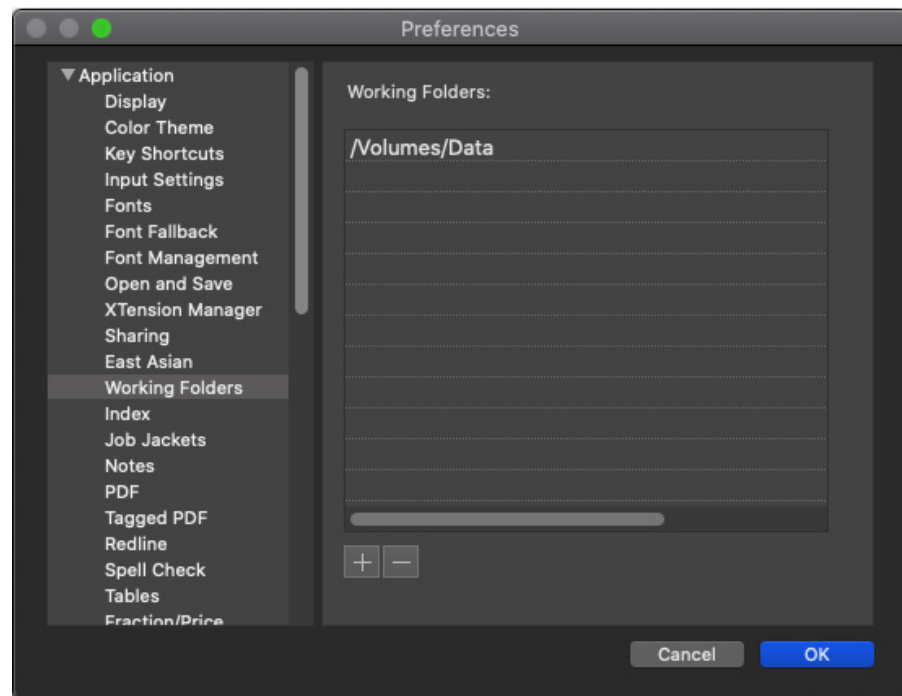 Preferences
Application
Display
Color Theme
Key Shortcuts
Input Settings
Fonts
Font Fallback
Font Management
Open and Save
XTension Manager
Sharing
East Asian
Working Folders
Index
Job Jackets
Notes
PDF
Tagged PDF
Redline
Spell Check
Tables
Fraction/Price
Working Folders:
/Volumes/Data
Cancel
OK